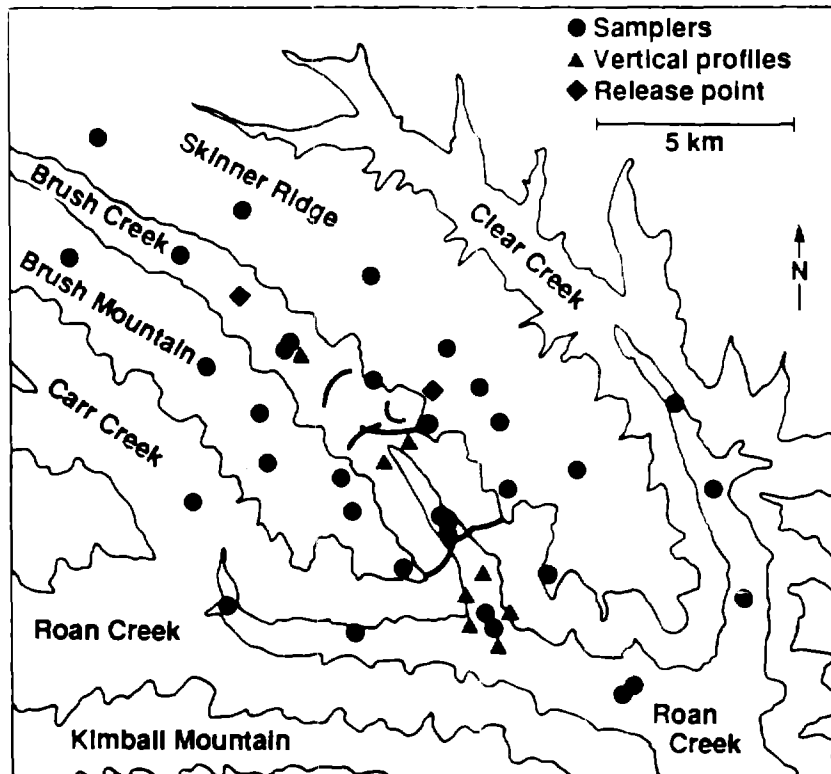 Samplers
Vertical profiles
Release point
5 km
Skinner Ridge
Brush Creek
Clear Creek
N
Brush Mountain
Carr Creek
Roan Creek
Roan
Creek
Kimball Mountain